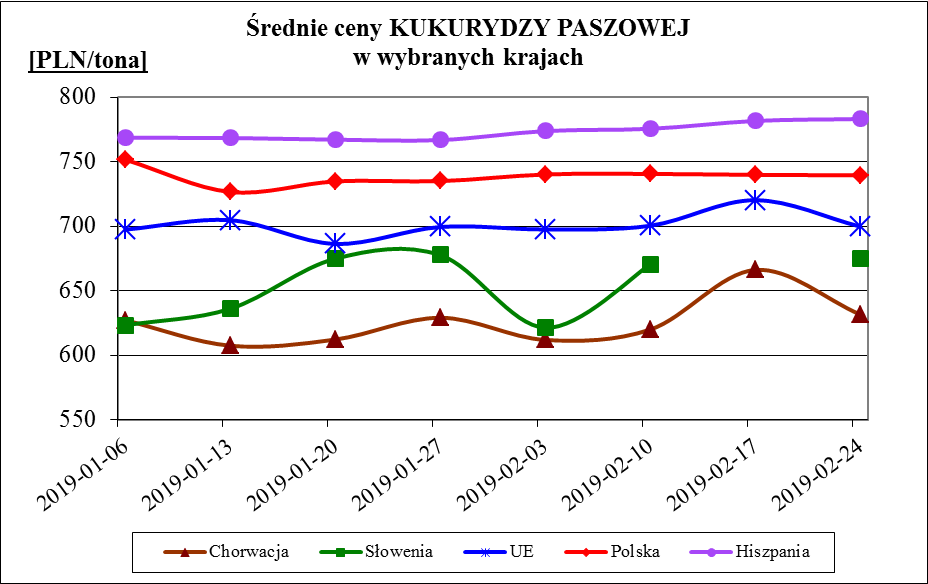 Średnie ceny KUKURYDZY PASZOWEJ
w wybranych krajach
[PLN/tona]
800
750
700
650
600
550
2019-01-06
2019-01-13
2019-01-20
2019-01-27
2019-02-03
2019-02-10
2019-02-17
2019-02-24
Chorwacja
Słowenia
UE
Polska
Hiszpania